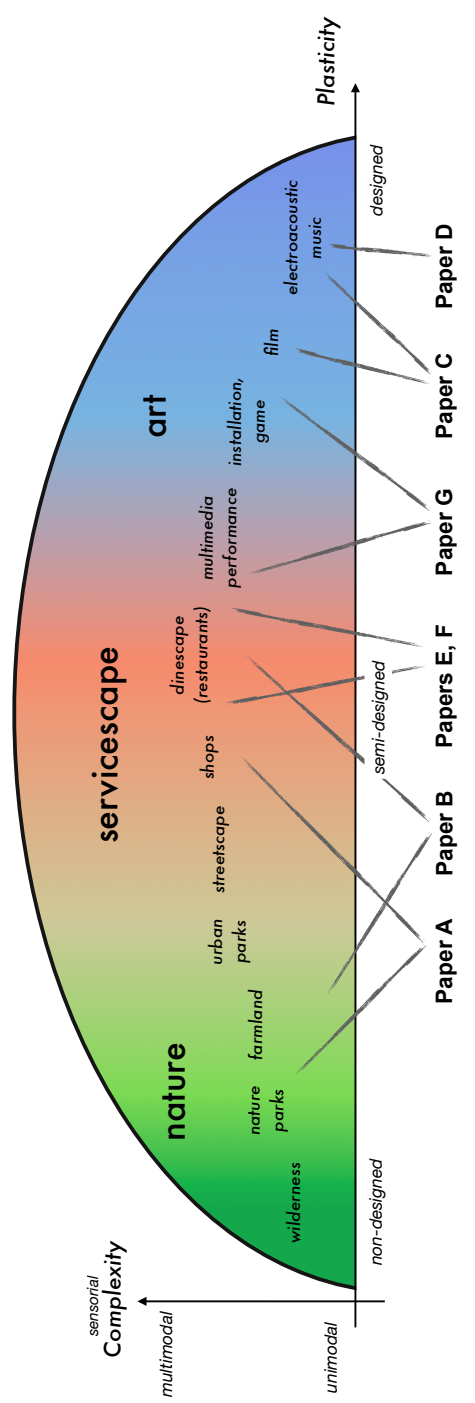 sensorial
Complexity
multimodal
unimodal
nature
servicescape
art
wilderness
nature
parks
farmland
urban
parks
streetscape
shops
dinescape
(restaurants)
multimedia
performance
installation,
game
film
electroacoustic
music
Plasticity
non-designed
semi-designed
designed
Paper A
Paper B
Papers E, F
Paper G
Paper C
Paper D